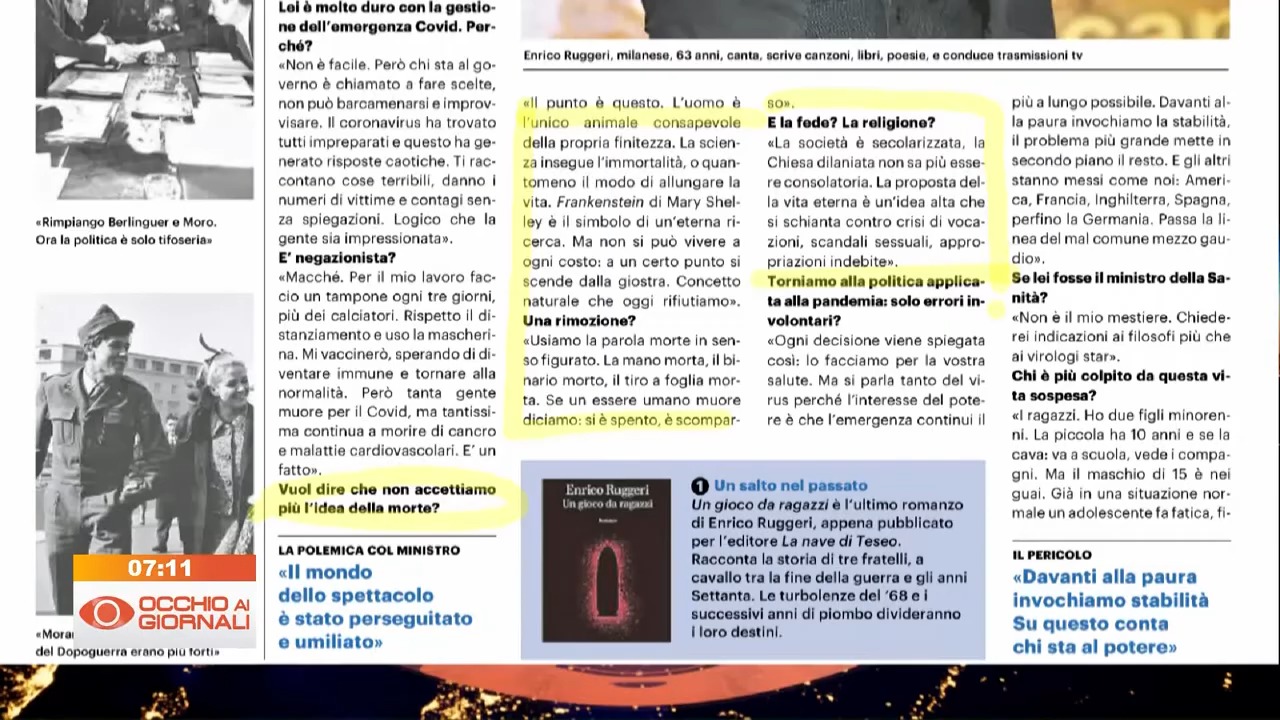 «Rimpiango Berlinguer e Moro.
Ora la politica è solo tifoseria»
«Moran
del Dopoguerra erano più forti»
07:11
OCCHIO AI
GIORNALI
Lei è molto duro con la gestio-
ne dell'emergenza Covid. Per-
ché?
«Non è facile. Però chi sta al go-
verno è chiamato a fare scelte,
non può barcamenarsi e improv-
visare. Il coronavirus ha trovato
tutti impreparati e questo ha ge-
nerato risposte caotiche. Ti rac-
contano cose terribili, danno i
numeri di vittime e contagi sen-
za spiegazioni. Logico che la
gente sia impressionata».
E' negazionista?
«Macché. Per il mio lavoro fac-
cio un tampone ogni tre giorni,
più dei calciatori. Rispetto il di-
stanziamento e uso la mascheri-
na. Mi vaccinerò, sperando di di-
ventare immune e tornare alla
normalità. Però tanta gente
muore per il Covid, ma tantissi-
ma continua a morire di cancro
e malattie cardiovascolari. E' un
fatto».
Vuol dire che non accettiamo
più l'idea della morte?
LA POLEMICA COL MINISTRO
«Il mondo
dello spettacolo
è stato perseguitato
e umiliato»
Enrico Ruggeri, milanese, 63 anni, canta, scrive canzoni, libri, poesie, e conduce trasmissioni tv
«Il punto è questo. L'uomo è
l'unico animale consapevole
della propria finitezza. La scien-
za insegue l'immortalità, o quan-
tomeno il modo di allungare la
vita. Frankenstein di Mary Shel-
ley è il simbolo di un'eterna ri-
cerca. Ma non si può vivere a
ogni costo: a un certo punto si
scende dalla giostra. Concetto
naturale che oggi rifiutiamo».
Una rimozione?
«Usiamo la parola morte in sen-
so figurato. La mano morta, il bi-
nario morto, il tiro a foglia mor-
ta. Se un essere umano muore
diciamo: si è spento, è scompar-
so».
E la fede? La religione?
«La società è secolarizzata, la
Chiesa dilaniata non sa più esse-
re consolatoria. La proposta del-
la vita eterna è un'idea alta che
si schianta contro crisi di voca-
zioni, scandali sessuali, appro-
priazioni indebite».
Torniamo alla politica applica-
ta alla pandemia: solo errori in-
volontari?
«Ogni decisione viene spiegata
così: lo facciamo per la vostra
salute. Ma si parla tanto del vi-
rus perché l'interesse del pote-
re è che l'emergenza continui il
più a lungo possibile. Davanti al-
la paura invochiamo la stabilità,
il problema più grande mette in
secondo piano il resto. E gli altri
stanno messi come noi: Ameri-
ca, Francia, Inghilterra, Spagna,
perfino la Germania. Passa la li-
nea del mal comune mezzo gau-
dio».
Se lei fosse il ministro della Sa-
nità?
«Non è il mio mestiere. Chiede-
rei indicazioni ai filosofi più che
ai virologi star».
Chi è più colpito da questa vi-
ta sospesa?
«I ragazzi. Ho due figli minoren-
ni. La piccola ha 10 anni e se la
cava: va a scuola, vede i compa-
gni. Ma il maschio di 15 è nei
guai. Già in una situazione nor-
male un adolescente fa fatica, fi-
Enrico Ruggeri
Un gioco da ragazzi
Romanzo
1 Un salto nel passato
Un gioco da ragazzi è l'ultimo romanzo
di Enrico Ruggeri, appena pubblicato
per l'editore La nave di Teseo.
Racconta la storia di tre fratelli, a
cavallo tra la fine della guerra e gli anni
Settanta. Le turbolenze del '68 e i
successivi anni di piombo divideranno
i loro destini.
IL PERICOLO
«Davanti alla paura
invochiamo stabilità
Su questo conta
chi sta al potere»